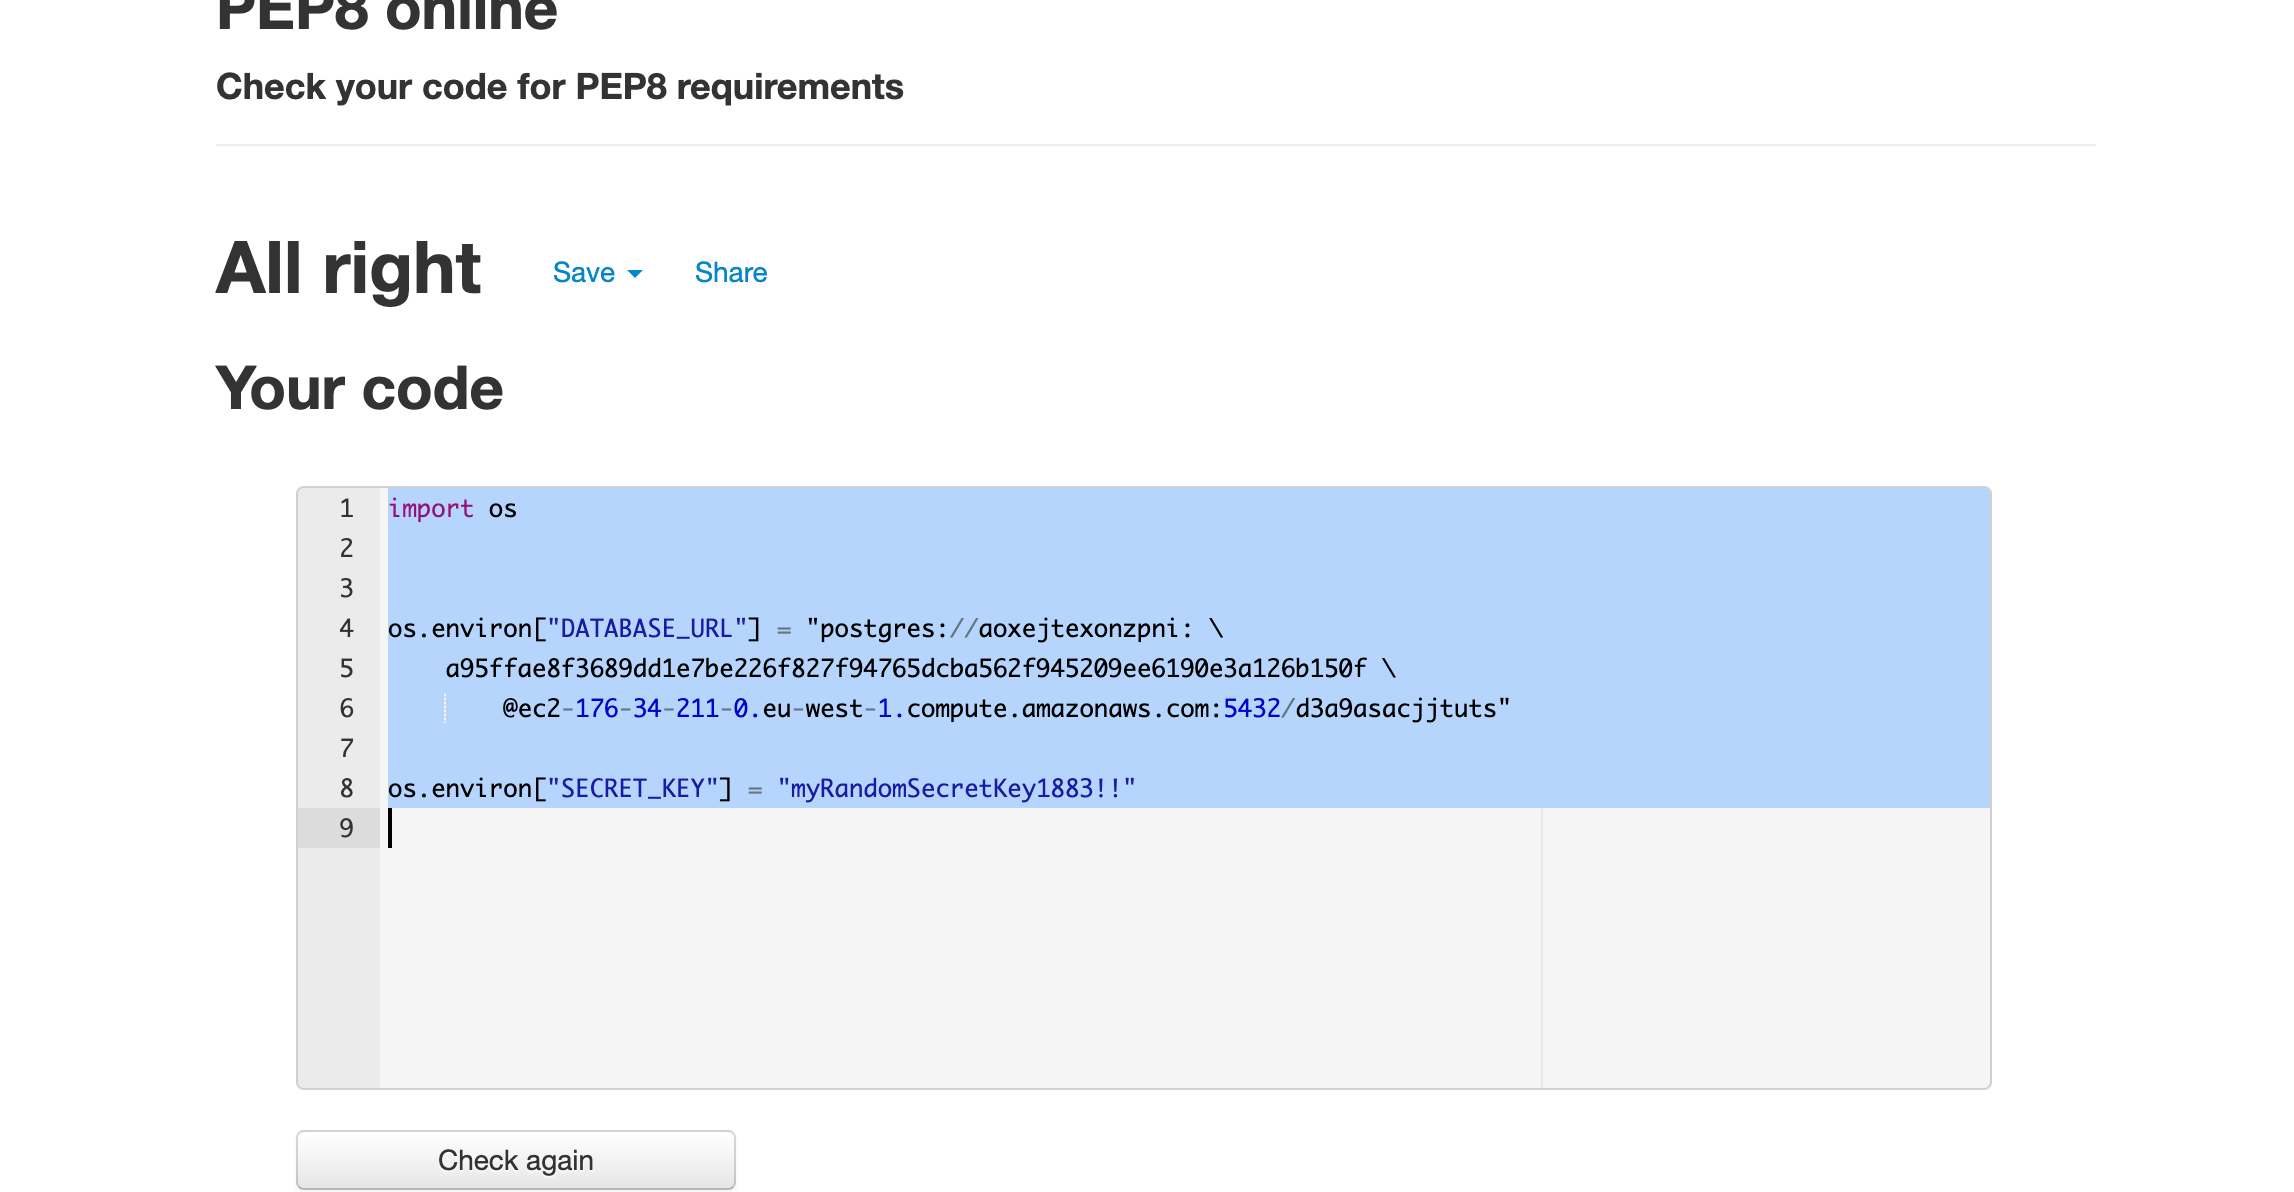 PEP8 online
Check your code for PEP8 requirements
All right Save Share
Your code
1 import os
2
3
4 os.environ["DATABASE_URL"] = "postgres://aoxejtexonzpni: \
5 a95ffae8f3689dd1e7be226f827f94765dcba562f945209ee6190e3a126b150f \
6 @ec2-176-34-211-0.eu-west-1.compute.amazonaws.com:5432/d3a9asacjjtuts"
7
8 os.environ["SECRET_KEY"] = "myRandomSecretKey1883!!"
9
Check again